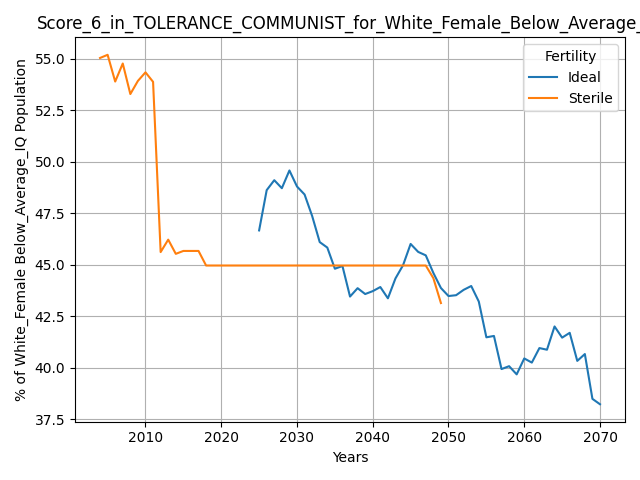 Score_6_in_TOLERANCE_COMMUNIST_for_White_Female_Below_Average_
% of White_Female Below_Average_IQ Population
55.0
52.5
50.0
47.5
45.0
42.5
40.0
37.5
Fertility
Ideal
Sterile
2010 2020 2030 2040 2050 2060 2070
Years